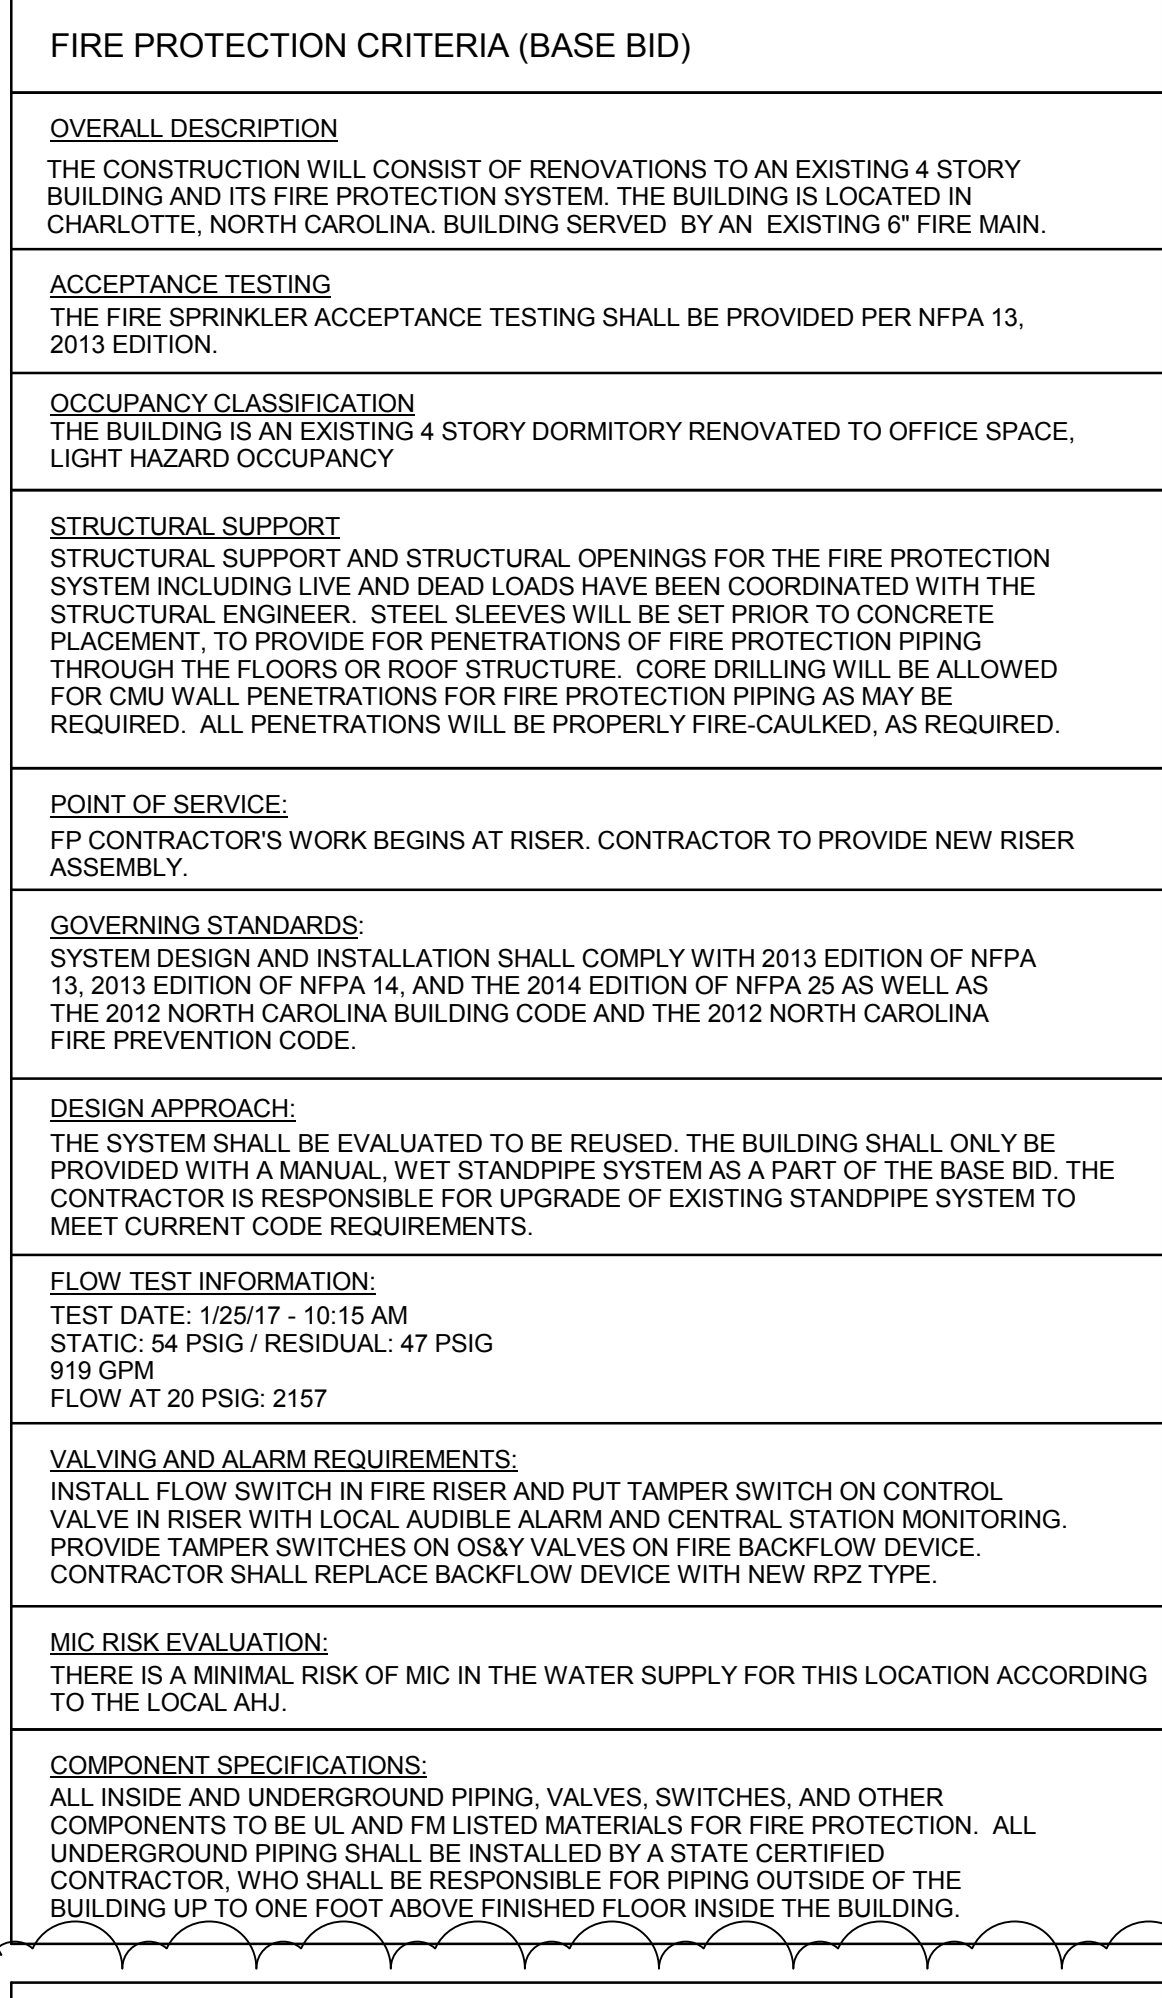 FIRE PROTECTION CRITERIA (BASE BID)
OVERALL DESCRIPTION
THE CONSTRUCTION WILL CONSIST OF RENOVATIONS TO AN EXISTING 4 STORY
BUILDING AND ITS FIRE PROTECTION SYSTEM. THE BUILDING IS LOCATED IN
CHARLOTTE, NORTH CAROLINA. BUILDING SERVED BY AN EXISTING 6" FIRE MAIN.
ACCEPTANCE TESTING
THE FIRE SPRINKLER ACCEPTANCE TESTING SHALL BE PROVIDED PER NFPA 13,
2013 EDITION.
OCCUPANCY CLASSIFICATION
THE BUILDING IS AN EXISTING 4 STORY DORMITORY RENOVATED TO OFFICE SPACE,
LIGHT HAZARD OCCUPANCY
STRUCTURAL SUPPORT
STRUCTURAL SUPPORT AND STRUCTURAL OPENINGS FOR THE FIRE PROTECTION
SYSTEM INCLUDING LIVE AND DEAD LOADS HAVE BEEN COORDINATED WITH THE
STRUCTURAL ENGINEER. STEEL SLEEVES WILL BE SET PRIOR TO CONCRETE
PLACEMENT, TO PROVIDE FOR PENETRATIONS OF FIRE PROTECTION PIPING
THROUGH THE FLOORS OR ROOF STRUCTURE. CORE DRILLING WILL BE ALLOWED
FOR CMU WALL PENETRATIONS FOR FIRE PROTECTION PIPING AS MAY BE
REQUIRED. ALL PENETRATIONS WILL BE PROPERLY FIRE-CAULKED, AS REQUIRED.
POINT OF SERVICE:
FP CONTRACTOR'S WORK BEGINS AT RISER. CONTRACTOR TO PROVIDE NEW RISER
ASSEMBLY.
GOVERNING STANDARDS:
SYSTEM DESIGN AND INSTALLATION SHALL COMPLY WITH 2013 EDITION OF NFPA
13, 2013 EDITION OF NFPA 14, AND THE 2014 EDITION OF NFPA 25 AS WELL AS
THE 2012 NORTH CAROLINA BUILDING CODE AND THE 2012 NORTH CAROLINA
FIRE PREVENTION CODE.
DESIGN APPROACH:
THE SYSTEM SHALL BE EVALUATED TO BE REUSED. THE BUILDING SHALL ONLY BE
PROVIDED WITH A MANUAL, WET STANDPIPE SYSTEM AS A PART OF THE BASE BID. THE
CONTRACTOR IS RESPONSIBLE FOR UPGRADE OF EXISTING STANDPIPE SYSTEM TO
MEET CURRENT CODE REQUIREMENTS.
FLOW TEST INFORMATION:
TEST DATE: 1/25/17 - 10:15 AM
STATIC: 54 PSIG / RESIDUAL: 47 PSIG
919 GPM
FLOW AT 20 PSIG: 2157
VALVING AND ALARM REQUIREMENTS:
INSTALL FLOW SWITCH IN FIRE RISER AND PUT TAMPER SWITCH ON CONTROL
VALVE IN RISER WITH LOCAL AUDIBLE ALARM AND CENTRAL STATION MONITORING.
PROVIDE TAMPER SWITCHES ON OS&Y VALVES ON FIRE BACKFLOW DEVICE.
CONTRACTOR SHALL REPLACE BACKFLOW DEVICE WITH NEW RPZ TYPE.
MIC RISK EVALUATION:
THERE IS A MINIMAL RISK OF MIC IN THE WATER SUPPLY FOR THIS LOCATION ACCORDING
TO THE LOCAL AHJ.
COMPONENT SPECIFICATIONS:
ALL INSIDE AND UNDERGROUND PIPING, VALVES, SWITCHES, AND OTHER
COMPONENTS TO BE UL AND FM LISTED MATERIALS FOR FIRE PROTECTION. ALL
UNDERGROUND PIPING SHALL BE INSTALLED BY A STATE CERTIFIED
CONTRACTOR, WHO SHALL BE RESPONSIBLE FOR PIPING OUTSIDE OF THE
BUILDING UP TO ONE FOOT ABOVE FINISHED FLOOR INSIDE THE BUILDING.